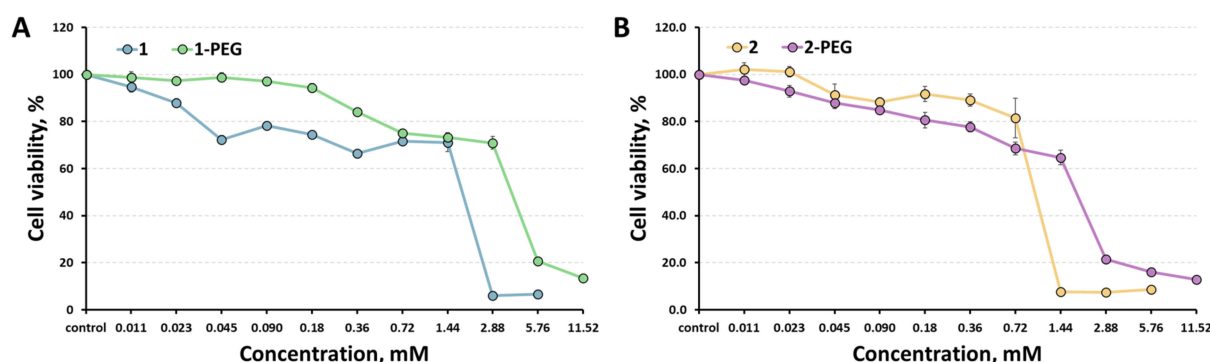 A
1 1-PEG
Cell viability, %
120
100
80
60
40
20
0
control 0.011 0.023 0.045 0.090 0.18 0.36 0.72 1.44 2.88 5.76 11.52
Concentration, mM
B
2 2-PEG
Cell viability, %
120
100.0
80.0
60.0
40.0
20.0
0.0
control 0.011 0.023 0.045 0.090 0.18 0.36 0.72 1.44 2.88 5.76 11.52
Concentration, mM